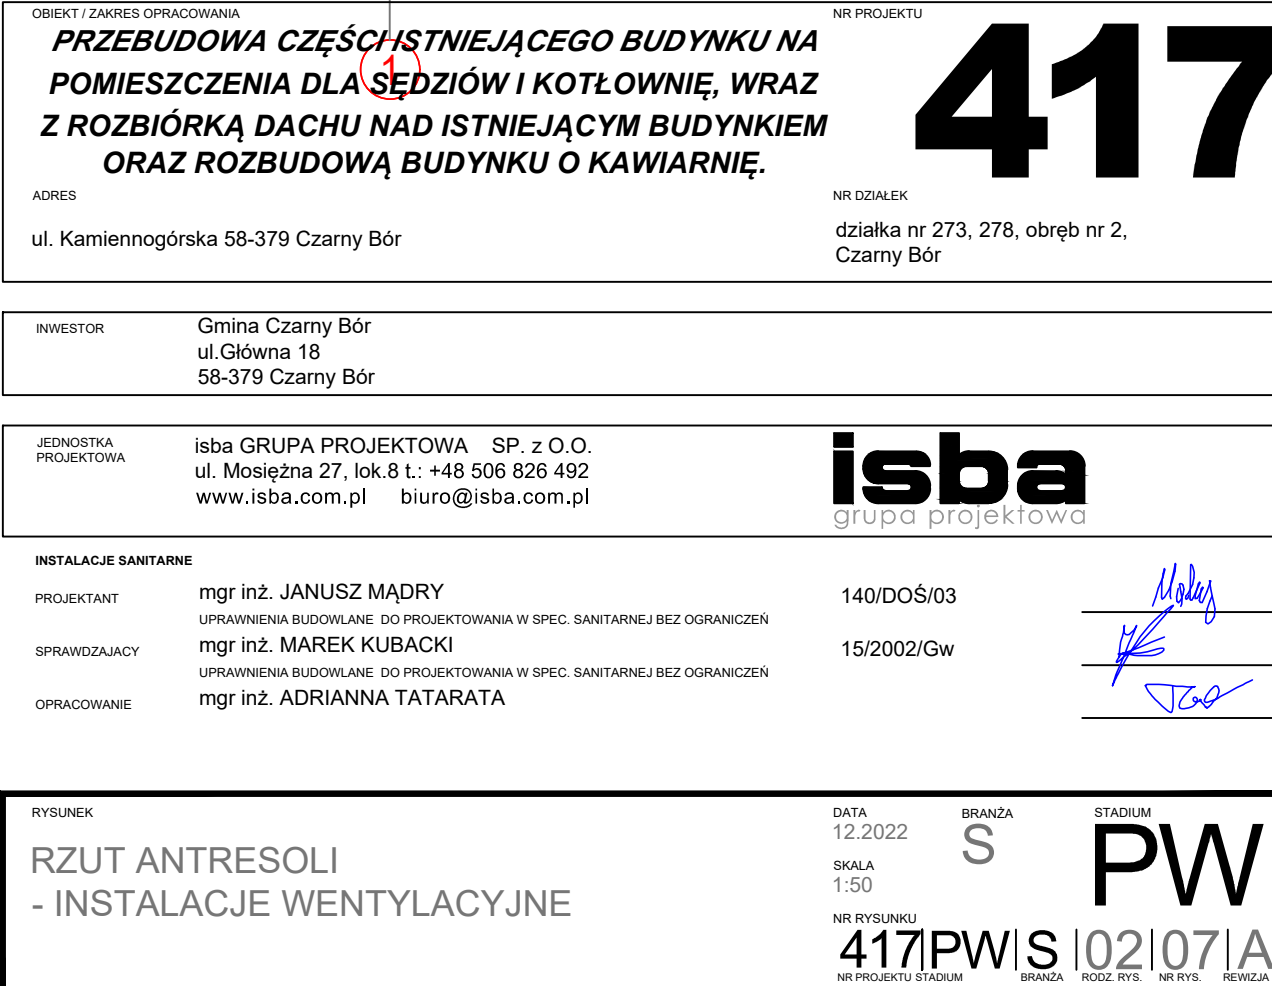 OBIEKT / ZAKRES OPRACOWANIA
PRZEBUDOWA CZĘŚCI ISTNIEJĄCEGO BUDYNKU NA
1
POMIESZCZENIA DLA SĘDZIÓW I KOTŁOWNIĘ, WRAZ
Z ROZBIÓRKĄ DACHU NAD ISTNIEJĄCYM BUDYNKIEM
ORAZ ROZBUDOWĄ BUDYNKU O KAWIARNIĘ.
NR PROJEKTU
417
ADRES
ul. Kamiennogórska 58-379 Czarny Bór
NR DZIAŁEK
działka nr 273, 278, obręb nr 2,
Czarny Bór
INWESTOR
Gmina Czarny Bór
ul.Główna 18
58-379 Czarny Bór
JEDNOSTKA
PROJEKTOWA
isba GRUPA PROJEKTOWA SP. z O.O.
ul. Mosiężna 27, lok.8 t.: +48 506 826 492
www.isba.com.pl biuro@isba.com.pl
isba
grupa projektowa
INSTALACJE SANITARNE
PROJEKTANT mgr inż. JANUSZ MĄDRY 140/DOŚ/03
UPRAWNIENIA BUDOWLANE DO PROJEKTOWANIA W SPEC. SANITARNEJ BEZ OGRANICZEŃ
SPRAWDZAJACY mgr inż. MAREK KUBACKI 15/2002/Gw
UPRAWNIENIA BUDOWLANE DO PROJEKTOWANIA W SPEC. SANITARNEJ BEZ OGRANICZEŃ
OPRACOWANIE mgr inż. ADRIANNA TATARATA
RYSUNEK
RZUT ANTRESOLI
- INSTALACJE WENTYLACYJNE
DATA
12.2022
BRANŻA
S
STADIUM
PW
SKALA
1:50
NR RYSUNKU
417|PW|S|02|07|A
NR PROJEKTU STADIUM BRANŻA RODZ. RYS. NR RYS. REWIZJA